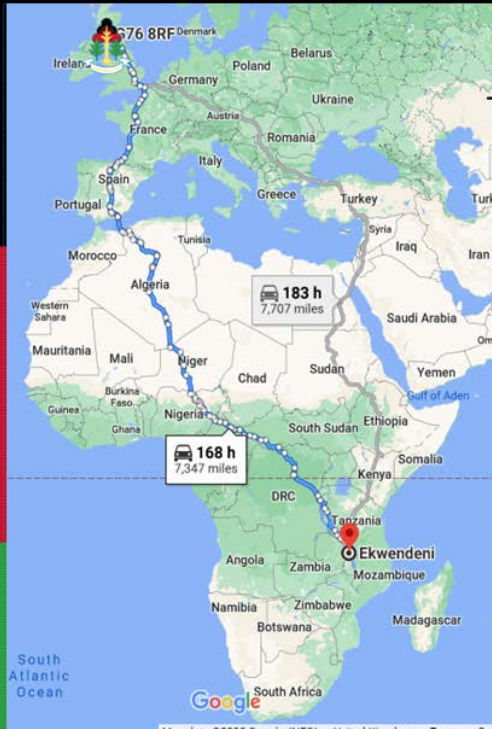 G76 8RF
Denmark
Ireland
Poland
Belarus
Germany
Ukraine
Austria
France
Romania
Italy
Spain
Greece
Turkey
Portugal
Syria
Tunisia
Iraq
Iran
Morocco
183 h
7,707 miles
Algeria
Western
Sahara
Saudi Arabia
Mauritania
Mali
Niger
Chad
Sudan
Yemen
Gulf of Aden
Burkina
Faso
Guinea
Nigeria
Ghana
Ethiopia
South Sudan
168 h
7,347 miles
Somalia
Kenya
DRC
Tanzania
Ekwendeni
Angola
Zambia
Mozambique
Namibia
Zimbabwe
Botswana
Madagascar
South
Atlantic
Ocean
Google
South Africa